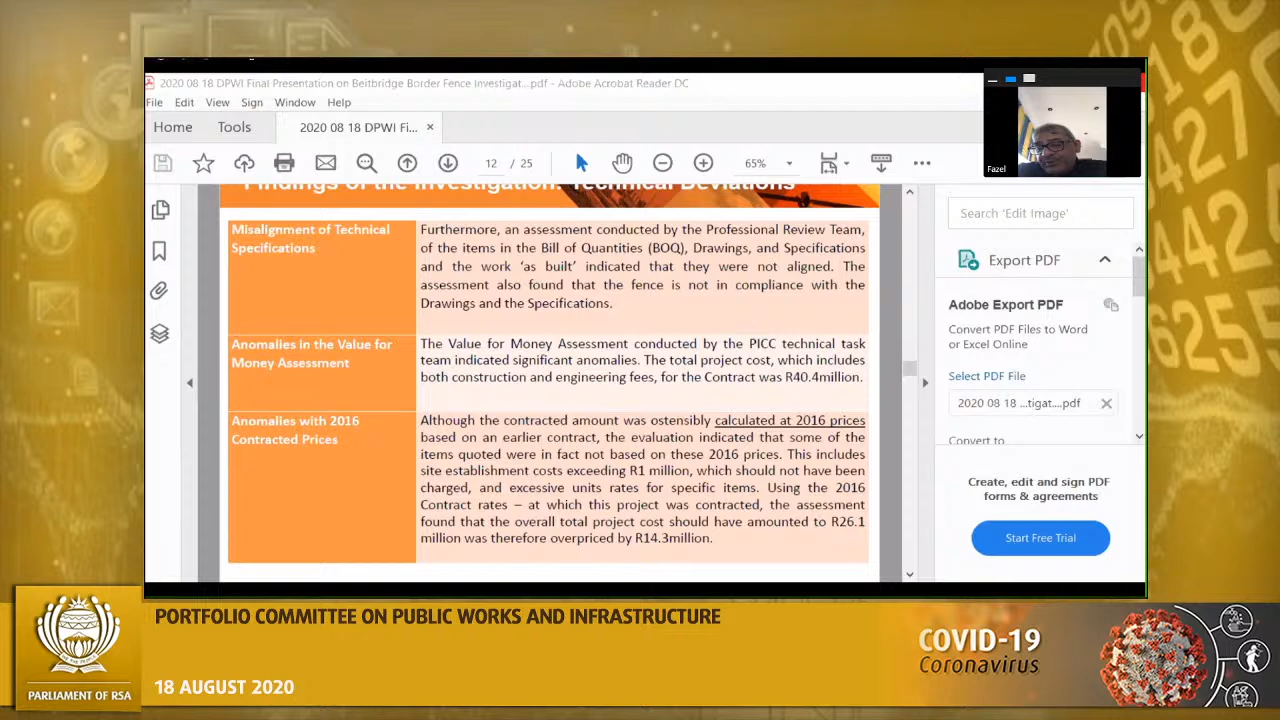 2020 08 18 DPWI Final Presentation on Beitbridge Border Fence Investigat...pdf - Adobe Acrobat Reader DC
File Edit View Sign Window Help
Home Tools 2020 08 18 DPWI Fi... ×
12 / 25 65%
Fazel
Findings of the Investigation: Technical Deviations
Misalignment of Technical
Specifications
Furthermore, an assessment conducted by the Professional Review Team,
of the items in the Bill of Quantities (BOQ), Drawings, and Specifications
and the work ‘as built’ indicated that they were not aligned. The
assessment also found that the fence is not in compliance with the
Drawings and the Specifications.
Anomalies in the Value for
Money Assessment
The Value for Money Assessment conducted by the PICC technical task
team indicated significant anomalies. The total project cost, which includes
both construction and engineering fees, for the Contract was R40.4million.
Anomalies with 2016
Contracted Prices
Although the contracted amount was ostensibly calculated at 2016 prices
based on an earlier contract, the evaluation indicated that some of the
items quoted were in fact not based on these 2016 prices. This includes
site establishment costs exceeding R1 million, which should not have been
charged, and excessive units rates for specific items. Using the 2016
Contract rates – at which this project was contracted, the assessment
found that the overall total project cost should have amounted to R26.1
million was therefore overpriced by R14.3million.
Search 'Edit Image'
Export PDF
Adobe Export PDF
Convert PDF Files to Word
or Excel Online
Select PDF File
2020 08 18 ...tigat....pdf
Convert to
Create, edit and sign PDF
forms & agreements
Start Free Trial
PORTFOLIO COMMITTEE ON PUBLIC WORKS AND INFRASTRUCTURE
18 AUGUST 2020
PARLIAMENT OF RSA
COVID-19
Coronavirus